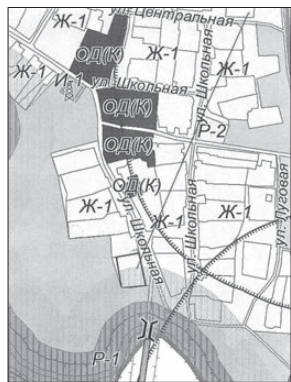 ул. Центральная
Ж-1
Ж-1
ОД(К)
Ж-1
Ж-1
И-1
ул. Школьная
ул. Школьная
ОД(К)
Р-2
ОД(К)
ОД(К)
Ж-1
ул. Школьная
Ж-1
ул. Школьная
Ж-1
ул. Луговая
Р-1